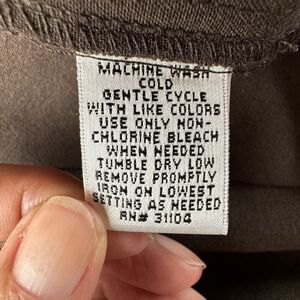 MACHINE WASH
COLD
GENTLE CYCLE
WITH LIKE COLORS
USE ONLY NON-
CHLORINE BLEACH
WHEN NEEDED
TUMBLE DRY LOW
REMOVE PROMPTLY
IRON ON LOWEST
SETTING AS NEEDED
RN# 31104